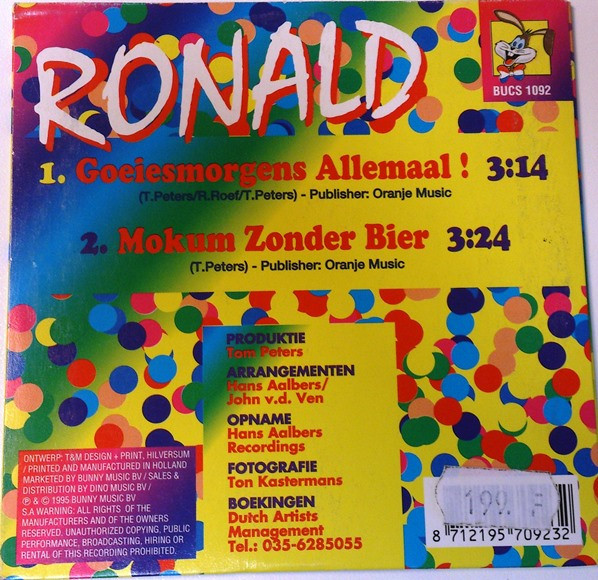 RONALD
BUCS 1092
1. Goeiesmorgens Allemaal ! 3:14
(T.Peters/R.Roef/T.Peters) - Publisher: Oranje Music
2. Mokum Zonder Bier 3:24
(T.Peters) - Publisher: Oranje Music
PRODUKTIE
Tom Peters
ARRANGEMENTEN
Hans Aalbers/
John v.d. Ven
OPNAME
Hans Aalbers
Recordings
FOTOGRAFIE
Ton Kastermans
BOEKINGEN
Dutch Artists
Management
Tel.: 035-6285055
ONTWERP: T&M DESIGN + PRINT, HILVERSUM
/ PRINTED AND MANUFACTURED IN HOLLAND
MARKETED BY BUNNY MUSIC BV / SALES &
DISTRIBUTION BY DINO MUSIC BV /
℗ & © 1995 BUNNY MUSIC BV
S.A WARNING: ALL RIGHTS OF THE
MANUFACTURERS AND OF THE OWNERS
RESERVED. UNAUTHORIZED COPYING, PUBLIC
PERFORMANCE, BROADCASTING, HIRING OR
RENTAL OF THIS RECORDING PROHIBITED.
8 712195 709232